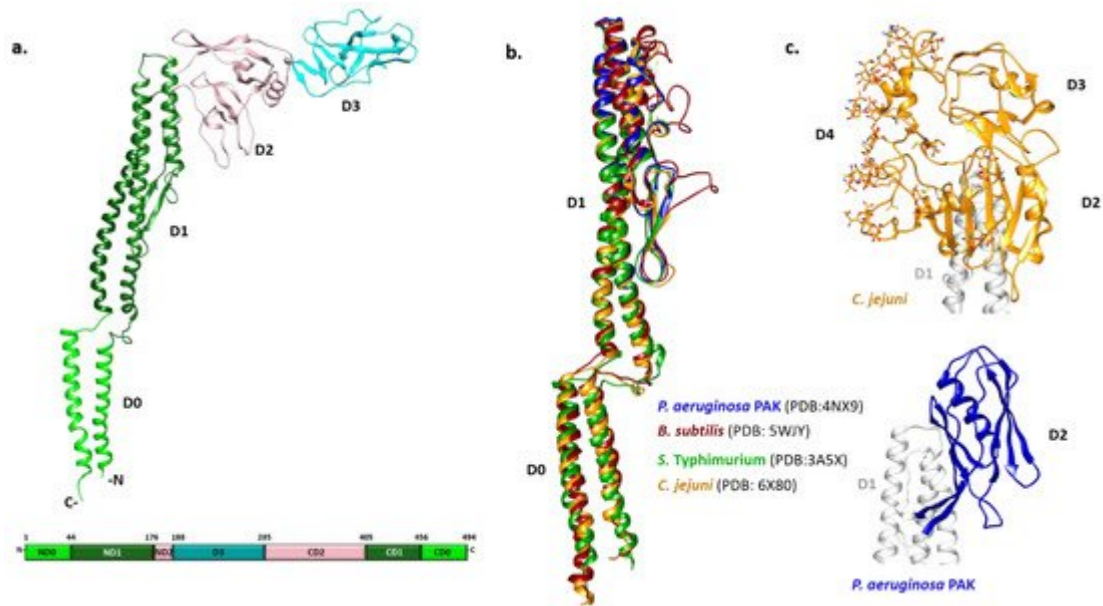 a.
D3
D2
D1
D0
-N
C-
1 44 176 188 285 405 456 494
N ND0 ND1 ND2 D3 CD2 CD1 CD0 C
b.
D1
D0
P. aeruginosa PAK (PDB:4NX9)
B. subtilis (PDB: 5WJY)
S. Typhimurium (PDB:3A5X)
C. jejuni (PDB: 6X80)
c.
D3
D4
D2
D1
C. jejuni
D2
D1
P. aeruginosa PAK